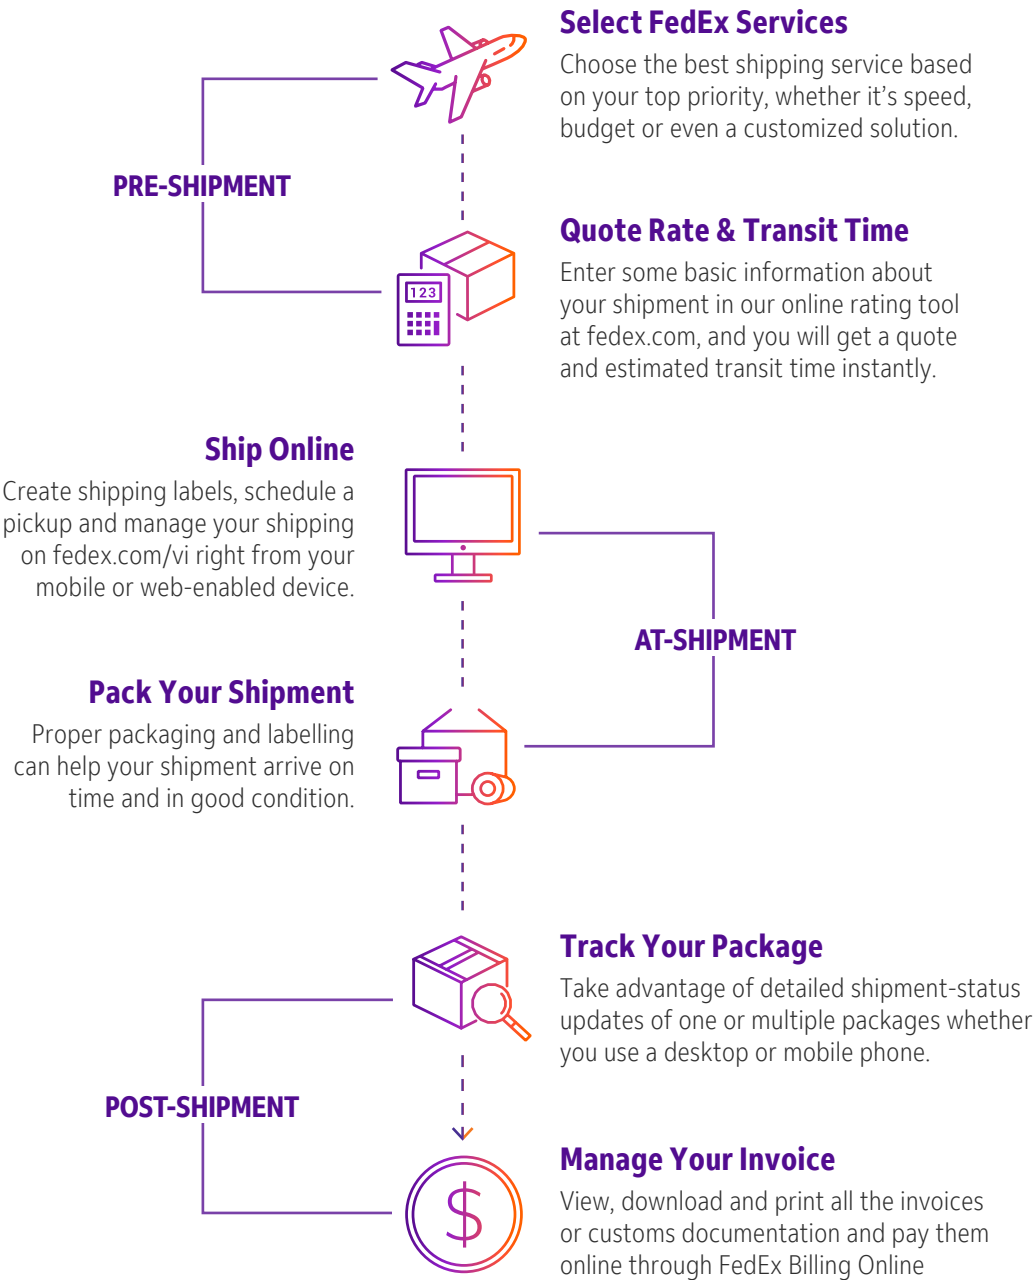 Select FedEx Services
Choose the best shipping service based
on your top priority, whether it's speed,
budget or even a customized solution.
PRE-SHIPMENT
Quote Rate & Transit Time
Enter some basic information about
your shipment in our online rating tool
at fedex.com, and you will get a quote
and estimated transit time instantly.
123
Ship Online
Create shipping labels, schedule a
pickup and manage your shipping
on fedex.com/vi right from your
mobile or web-enabled device.
AT-SHIPMENT
Pack Your Shipment
Proper packaging and labelling
can help your shipment arrive on
time and in good condition.
Track Your Package
Take advantage of detailed shipment-status
updates of one or multiple packages whether
you use a desktop or mobile phone.
POST-SHIPMENT
Manage Your Invoice
View, download and print all the invoices
or customs documentation and pay them
online through FedEx Billing Online
$